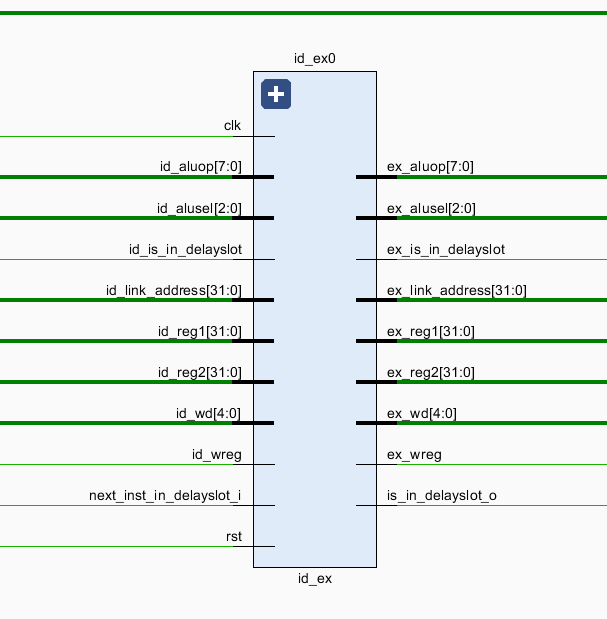 id_ex0
clk
id_aluop[7:0] ex_aluop[7:0]
id_alusel[2:0] ex_alusel[2:0]
id_is_in_delayslot ex_is_in_delayslot
id_link_address[31:0] ex_link_address[31:0]
id_reg1[31:0] ex_reg1[31:0]
id_reg2[31:0] ex_reg2[31:0]
id_wd[4:0] ex_wd[4:0]
id_wreg ex_wreg
next_inst_in_delayslot_i is_in_delayslot_o
rst
id_ex